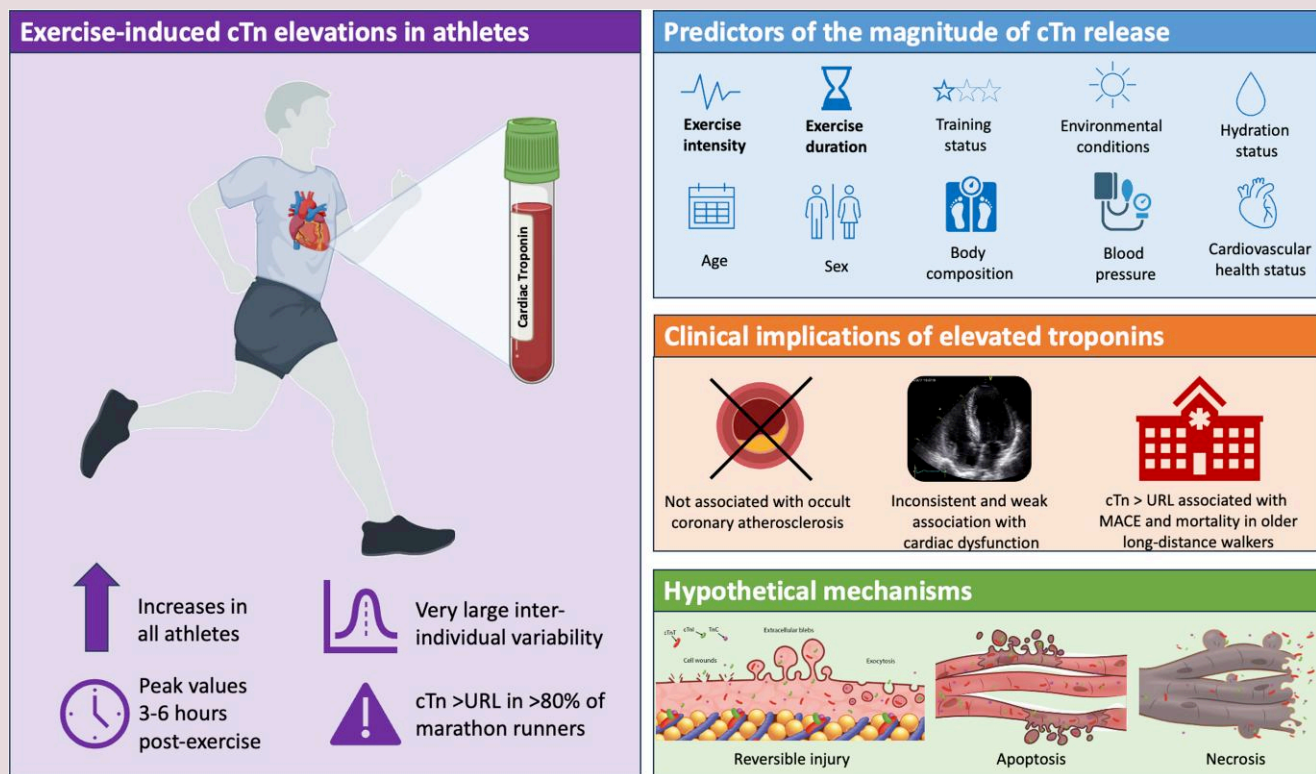 Exercise-induced cTn elevations in athletes
Cardiac Troponin
Increases in
all athletes
Very large inter-
individual variability
Peak values
3-6 hours
post-exercise
cTn >URL in >80% of
marathon runners
Predictors of the magnitude of cTn release
Exercise
intensity
Exercise
duration
Training
status
Environmental
conditions
Hydration
status
Age
Sex
Body
composition
Blood
pressure
Cardiovascular
health status
Clinical implications of elevated troponins
Not associated with occult
coronary atherosclerosis
Inconsistent and weak
association with
cardiac dysfunction
cTn > URL associated with
MACE and mortality in older
long-distance walkers
Hypothetical mechanisms
cTnT
cTnI
TnC
Extracellular blebs
Cell wounds
Exocytosis
Reversible injury
Apoptosis
Necrosis